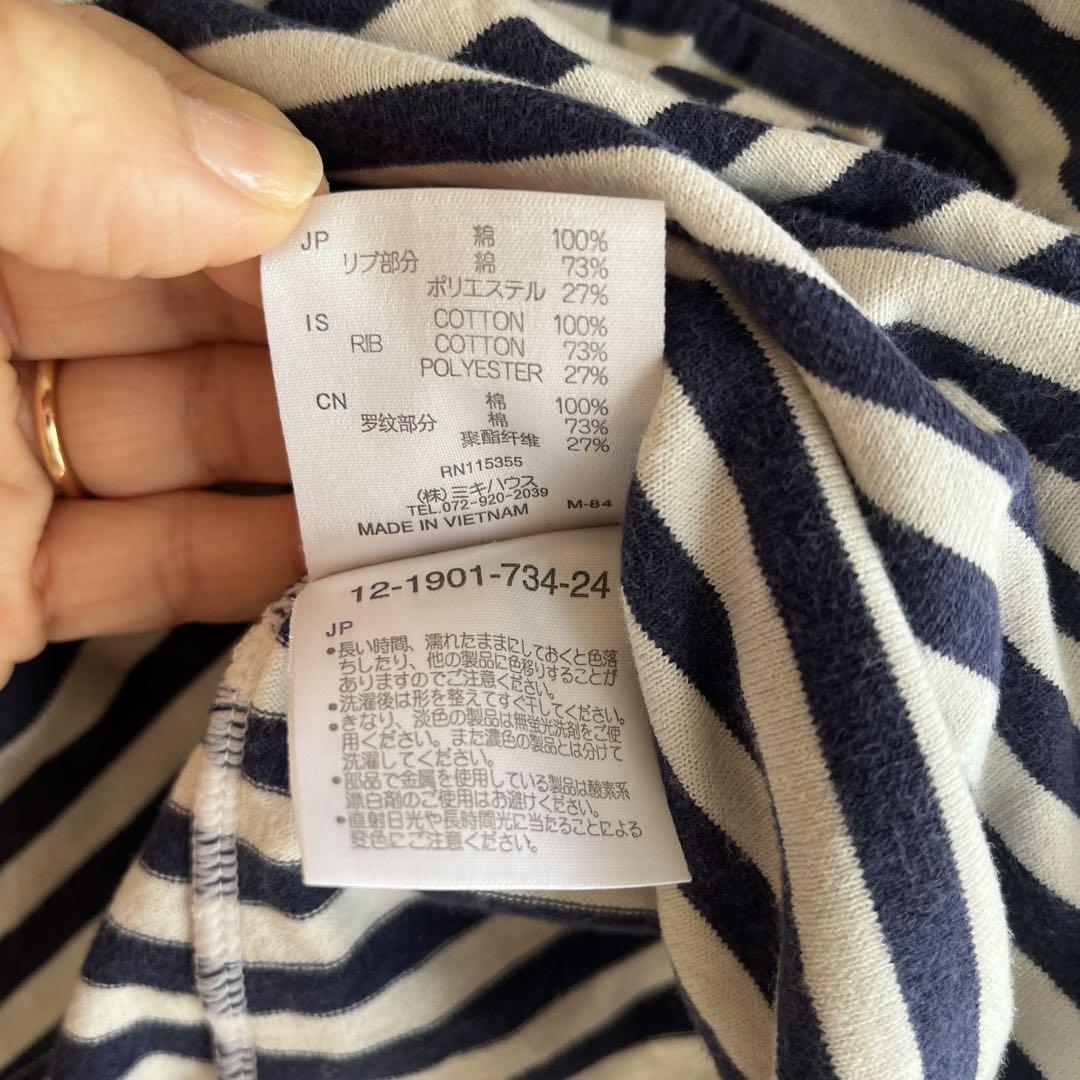 JP 綿 100%
リブ部分 綿 73%
ポリエステル 27%
IS COTTON 100%
RIB COTTON 73%
POLYESTER 27%
CN 棉 100%
罗纹部分 棉 73%
聚酯纤维 27%
RN115355
(株)三キハウス
TEL.072-920-2039
MADE IN VIETNAM M-84
12-1901-734-24
JP
•長い時間、濡れたままにしておくと色落
ちしたり、他の製品に色移りすることが
ありますのでご注意ください。
•洗濯後は形を整えてすぐ干してください。
•きなり、淡色の製品は無蛍光洗剤をご使
用ください。また濃色の製品とは分けて
洗濯してください。
•部品で金属を使用している製品は酸素系
漂白剤のご使用はお避けください。
•直射日光や長時間光に当たることによる
変色にご注意ください。